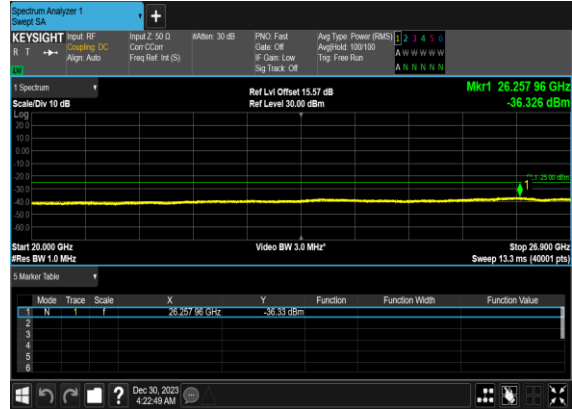 Spectrum Analyzer 1
Swept SA
+
KEYSIGHT Input: RF Input Z: 50 Ω #Atten: 30 dB PNO: Fast Avg Type: Power (RMS) 1 2 3 4 5 6
R T Coupling: DC Corr CCorr Gate: Off Avg|Hold: 100/100 A W W W W W
Align: Auto Freq Ref: Int (S) IF Gain: Low Trig: Free Run
Sig Track: Off A N N N N N
1 Spectrum Ref Lvl Offset 15.57 dB Mkr1 26.257 96 GHz
Scale/Div 10 dB Ref Level 30.00 dBm -36.326 dBm
Log
20.0
10.0
0.00
-10.0
-20.0
-25.00 dBm
1
-30.0
-40.0
-50.0
-60.0
Start 20.000 GHz Video BW 3.0 MHz* Stop 26.900 GHz
#Res BW 1.0 MHz Sweep 13.3 ms (40001 pts)
5 Marker Table
Mode Trace Scale X Y Function Function Width Function Value
1 N 1 f 26.257 96 GHz -36.33 dBm
2
3
4
5
6
? Dec 30, 2023
4:22:49 AM